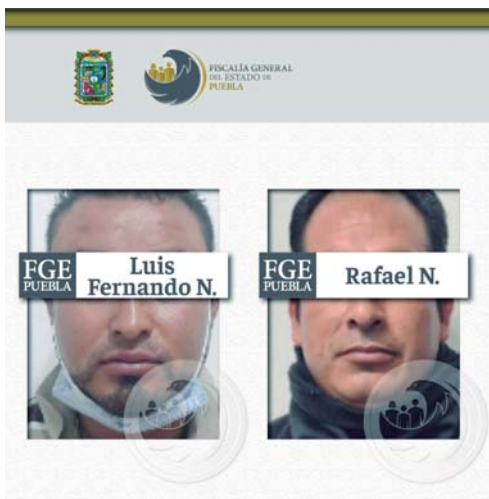 FISCALÍA GENERAL
DEL ESTADO DE
PUEBLA
FGE
PUEBLA
Luis
Fernando N.
FGE
PUEBLA
Rafael N.